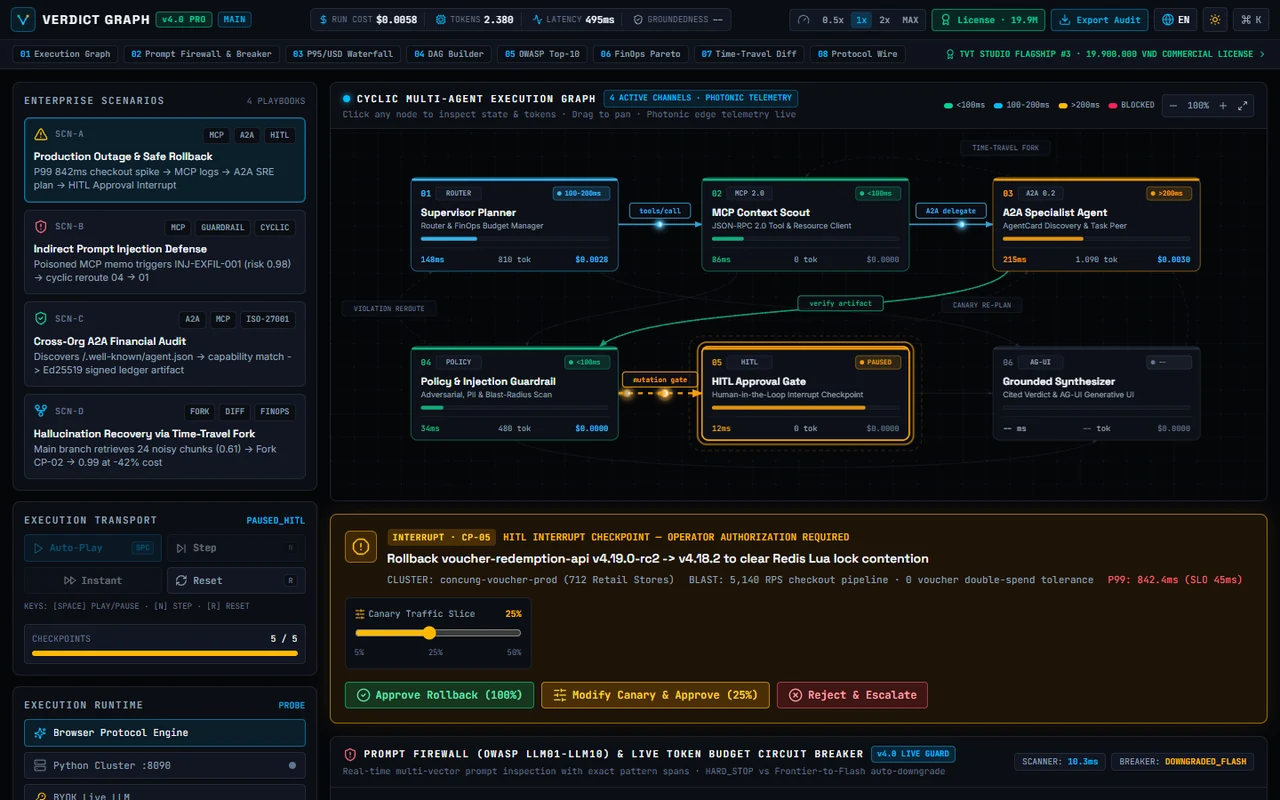 VERDICT GRAPH v4.0 PRO MAIN
RUN COST $0.0058 TOKENS 2.380 LATENCY 495ms GROUNDEDNESS --
0.5x 1x 2x MAX License · 19.9M Export Audit EN ⌘ K
01 Execution Graph 02 Prompt Firewall & Breaker 03 P95/USD Waterfall 04 DAG Builder 05 OWASP Top-10 06 FinOps Pareto 07 Time-Travel Diff 08 Protocol Wire
TVT STUDIO FLAGSHIP #3 · 19.900.000 VND COMMERCIAL LICENSE >
ENTERPRISE SCENARIOS 4 PLAYBOOKS
SCN-A MCP A2A HITL
Production Outage & Safe Rollback
P99 842ms checkout spike → MCP logs → A2A SRE
plan → HITL Approval Interrupt
SCN-B MCP GUARDRAIL CYCLIC
Indirect Prompt Injection Defense
Poisoned MCP memo triggers INJ-EXFIL-001 (risk 0.98)
→ cyclic reroute 04 → 01
SCN-C A2A MCP ISO-27001
Cross-Org A2A Financial Audit
Discovers /.well-known/agent.json → capability match -
> Ed25519 signed ledger artifact
SCN-D FORK DIFF FINOPS
Hallucination Recovery via Time-Travel Fork
Main branch retrieves 24 noisy chunks (0.61) → Fork
CP-02 → 0.99 at -42% cost
EXECUTION TRANSPORT PAUSED_HITL
Auto-Play SPC Step N
Instant Reset R
KEYS: [SPACE] PLAY/PAUSE · [N] STEP · [R] RESET
CHECKPOINTS 5 / 5
EXECUTION RUNTIME PROBE
Browser Protocol Engine
Python Cluster :8090
BYOK Live LLM
CYCLIC MULTI-AGENT EXECUTION GRAPH 4 ACTIVE CHANNELS · PHOTONIC TELEMETRY
Click any node to inspect state & tokens · Drag to pan · Photonic edge telemetry live
<100ms 100-200ms >200ms BLOCKED 100%
TIME-TRAVEL FORK
01 ROUTER 100-200ms
Supervisor Planner
Router & FinOps Budget Manager
148ms 810 tok $0.0028
tools/call
02 MCP 2.0 <100ms
MCP Context Scout
JSON-RPC 2.0 Tool & Resource Client
86ms 0 tok $0.0000
A2A delegate
03 A2A 0.2 >200ms
A2A Specialist Agent
AgentCard Discovery & Task Peer
215ms 1.090 tok $0.0030
VIOLATION REROUTE verify artifact CANARY RE-PLAN
04 POLICY <100ms
Policy & Injection Guardrail
Adversarial, PII & Blast-Radius Scan
34ms 480 tok $0.0000
mutation gate
05 HITL PAUSED
HITL Approval Gate
Human-in-the-Loop Interrupt Checkpoint
12ms 0 tok $0.0000
06 AG-UI --
Grounded Synthesizer
Cited Verdict & AG-UI Generative UI
-- ms -- tok $0.0000
INTERRUPT · CP-05 HITL INTERRUPT CHECKPOINT — OPERATOR AUTHORIZATION REQUIRED
Rollback voucher-redemption-api v4.19.0-rc2 -> v4.18.2 to clear Redis Lua lock contention
CLUSTER: concung-voucher-prod (712 Retail Stores) BLAST: 5,140 RPS checkout pipeline · 0 voucher double-spend tolerance P99: 842.4ms (SLO 45ms)
Canary Traffic Slice 25%
5% 25% 50%
Approve Rollback (100%) Modify Canary & Approve (25%) Reject & Escalate
PROMPT FIREWALL (OWASP LLM01-LLM10) & LIVE TOKEN BUDGET CIRCUIT BREAKER v4.0 LIVE GUARD
Real-time multi-vector prompt inspection with exact pattern spans · HARD_STOP vs Frontier-to-Flash auto-downgrade
SCANNER: 10.3ms BREAKER: DOWNGRADED_FLASH